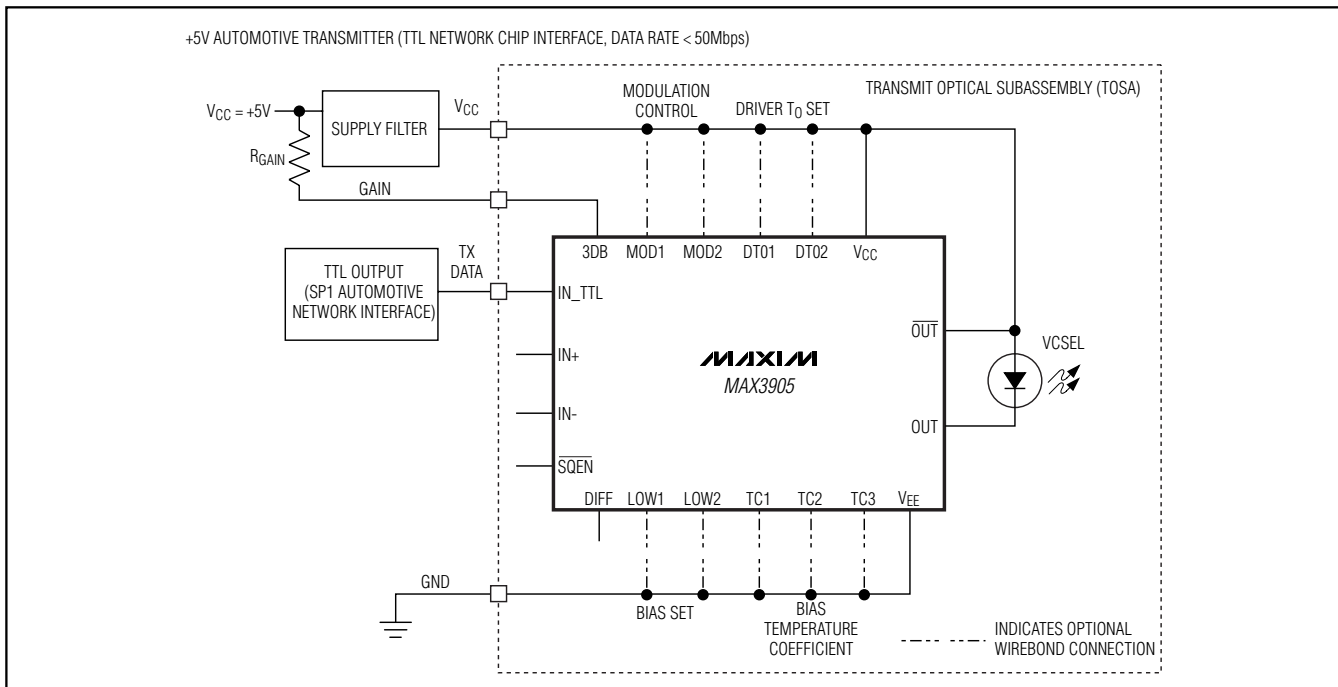 +5V AUTOMOTIVE TRANSMITTER (TTL NETWORK CHIP INTERFACE, DATA RATE < 50Mbps)
TRANSMIT OPTICAL SUBASSEMBLY (TOSA)
MODULATION
CONTROL
DRIVER T0 SET
VCC = +5V
SUPPLY FILTER
VCC
RGAIN
GAIN
3DB
MOD1
MOD2
DT01
DT02
VCC
TTL OUTPUT
(SP1 AUTOMOTIVE
NETWORK INTERFACE)
TX
DATA
IN_TTL
IN+
IN-
SQEN
MAXIM
MAX3905
OUT
OUT
VCSEL
DIFF
LOW1
LOW2
TC1
TC2
TC3
VEE
GND
BIAS SET
BIAS
TEMPERATURE
COEFFICIENT
INDICATES OPTIONAL
WIREBOND CONNECTION